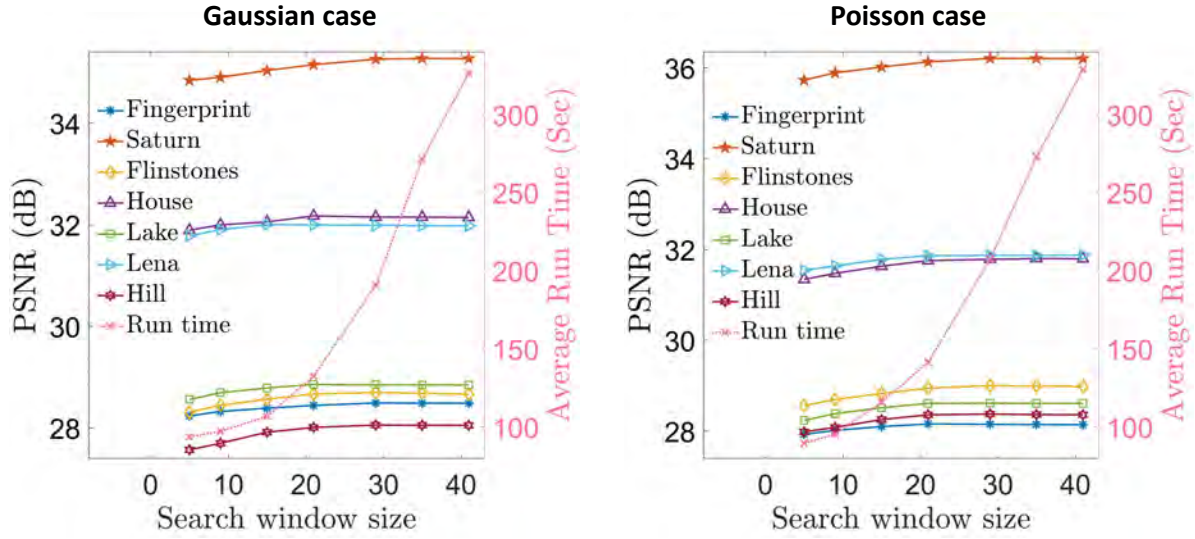 Gaussian case
34
32
30
28
PSNR (dB)
Fingerprint
Saturn
Flinstones
House
Lake
Lena
Hill
Run time
300
250
200
150
100
Average Run Time (Sec)
0 10 20 30 40
Search window size
Poisson case
36
34
32
30
28
PSNR (dB)
Fingerprint
Saturn
Flinstones
House
Lake
Lena
Hill
Run time
300
250
200
150
100
Average Run Time (Sec)
0 10 20 30 40
Search window size